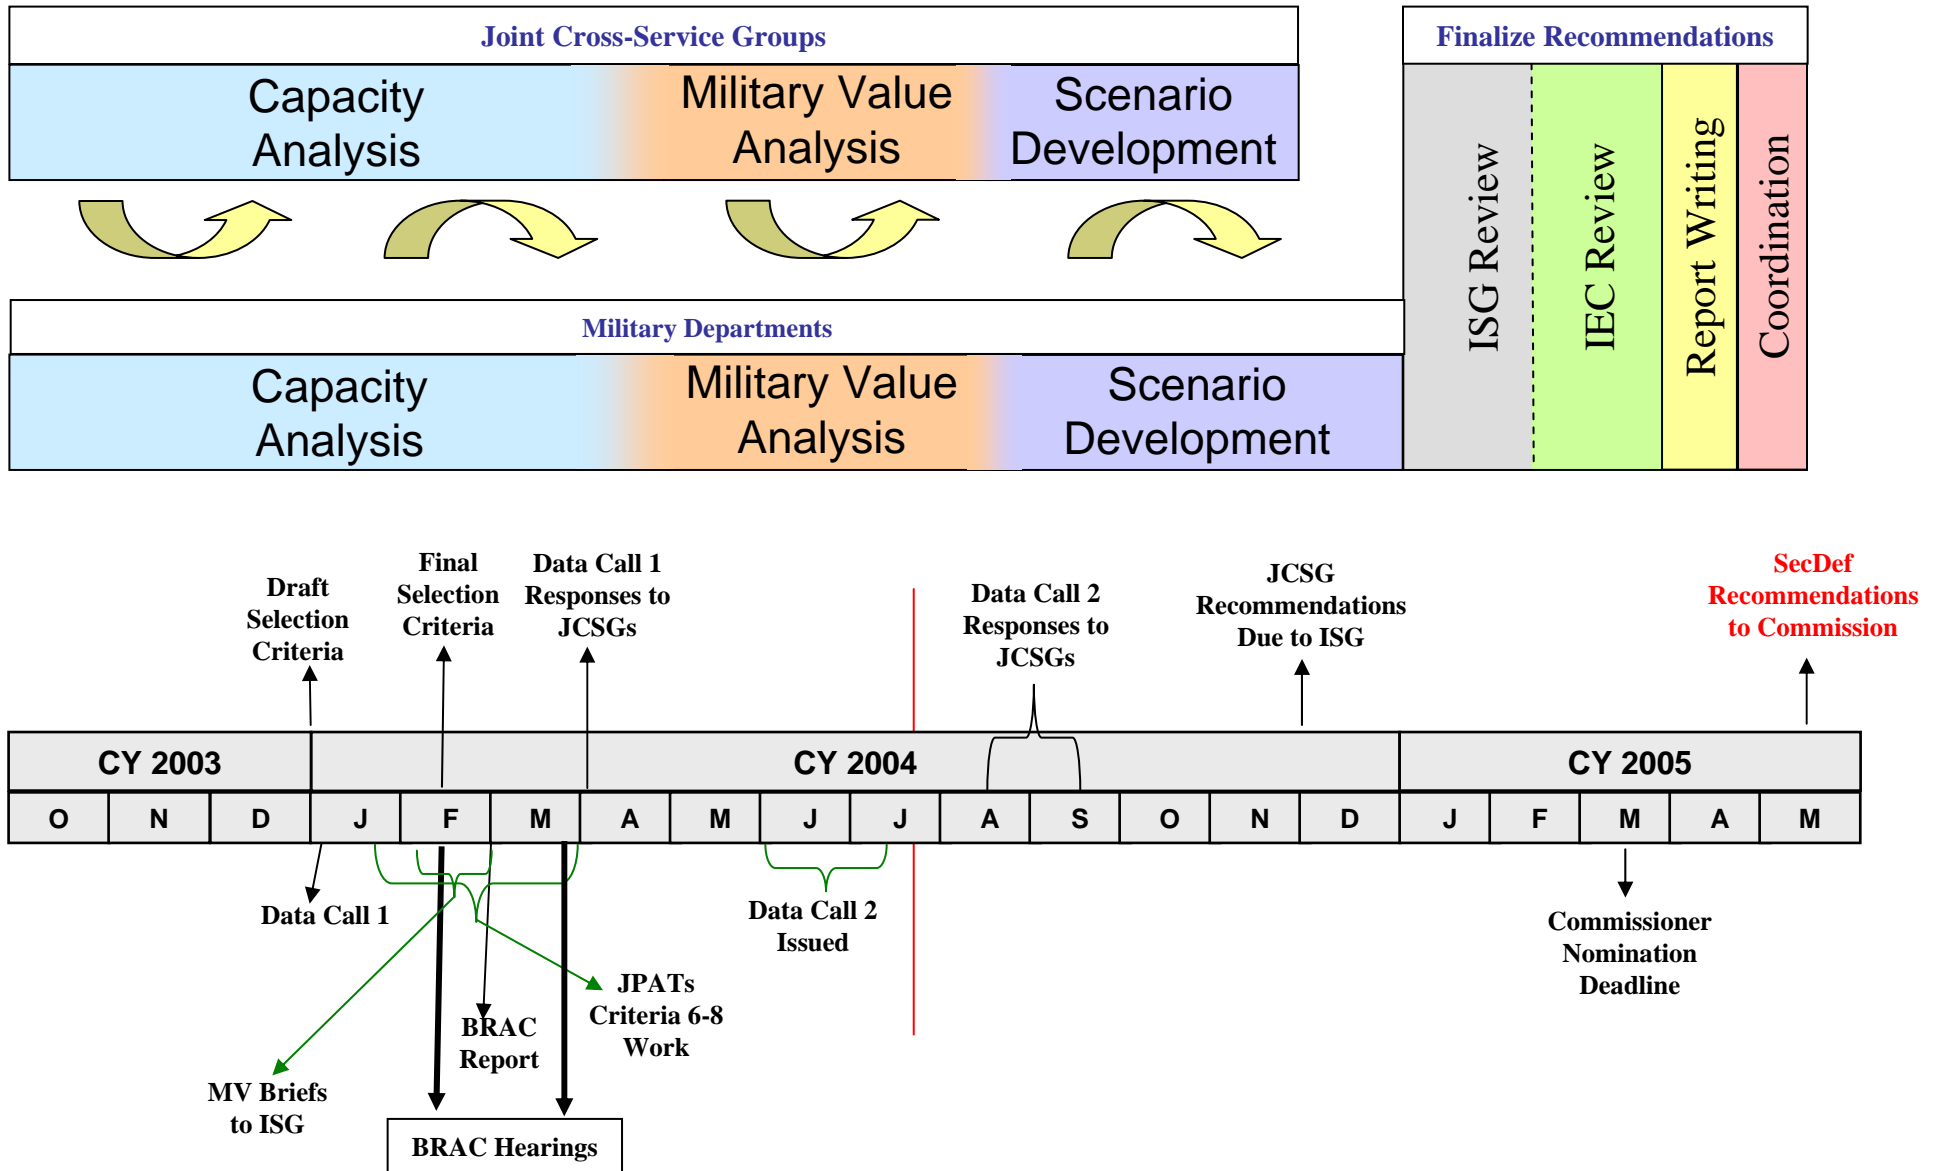 Joint Cross-Service Groups
Finalize Recommendations
Capacity
Analysis
Military Value
Analysis
Scenario
Development
ISG Review
IEC Review
Report Writing
Coordination
Military Departments
Capacity
Analysis
Military Value
Analysis
Scenario
Development
Draft
Selection
Criteria
Final
Selection
Criteria
Data Call 1
Responses to
JCSGs
Data Call 2
Responses to
JCSGs
JCSG
Recommendations
Due to ISG
SecDef
Recommendations
to Commission
CY 2003
CY 2004
CY 2005
O N D J F M A M J J A S O N D J F M A M
Data Call 1
MV Briefs
to ISG
BRAC Hearings
BRAC
Report
JPATs
Criteria 6-8
Work
Data Call 2
Issued
Commissioner
Nomination
Deadline